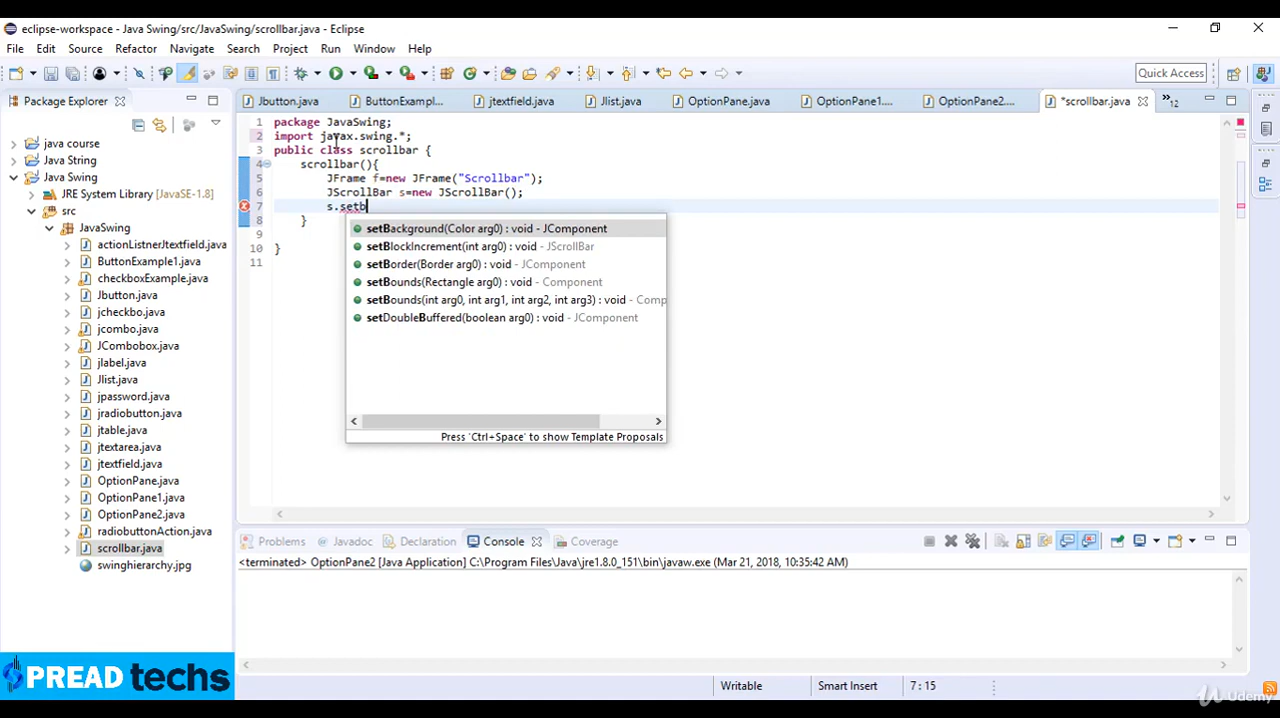 eclipse-workspace - Java Swing/src/JavaSwing/scrollbar.java - Eclipse
File Edit Source Refactor Navigate Search Project Run Window Help
Quick Access
Package Explorer
java course
Java String
Java Swing
JRE System Library [JavaSE-1.8]
src
JavaSwing
actionListnerJtextfield.java
ButtonExample1.java
checkboxExample.java
Jbutton.java
jcheckbo.java
jcombo.java
JCombobox.java
jlabel.java
Jlist.java
jpassword.java
jradiobutton.java
jtable.java
jtextarea.java
jtextfield.java
OptionPane.java
OptionPane1.java
OptionPane2.java
radiobuttonAction.java
scrollbar.java
swinghierarchy.jpg
Jbutton.java ButtonExampl... jtextfield.java Jlist.java OptionPane.java OptionPane1.... OptionPane2.... *scrollbar.java »12
1 package JavaSwing;
2 import javax.swing.*;
3 public class scrollbar {
4 scrollbar(){
5 JFrame f=new JFrame("Scrollbar");
6 JScrollBar s=new JScrollBar();
7 s.setb
8 }
9
10 }
11
setBackground(Color arg0) : void - JComponent
setBlockIncrement(int arg0) : void - JScrollBar
setBorder(Border arg0) : void - JComponent
setBounds(Rectangle arg0) : void - Component
setBounds(int arg0, int arg1, int arg2, int arg3) : void - Comp
setDoubleBuffered(boolean arg0) : void - JComponent
Press 'Ctrl+Space' to show Template Proposals
Problems Javadoc Declaration Console Coverage
<terminated> OptionPane2 [Java Application] C:\Program Files\Java\jre1.8.0_151\bin\javaw.exe (Mar 21, 2018, 10:35:42 AM)
Writable Smart Insert 7 : 15
SPREAD techs
Udemy